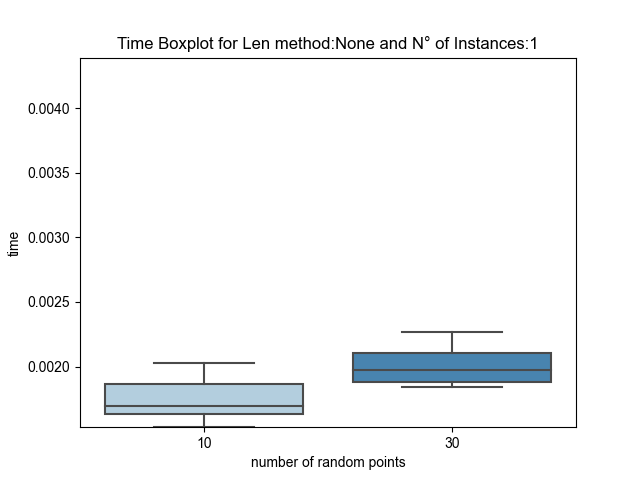 Time Boxplot for Len method:None and N° of Instances:1
0.0040
0.0035
0.0030
0.0025
0.0020
time
10
30
number of random points